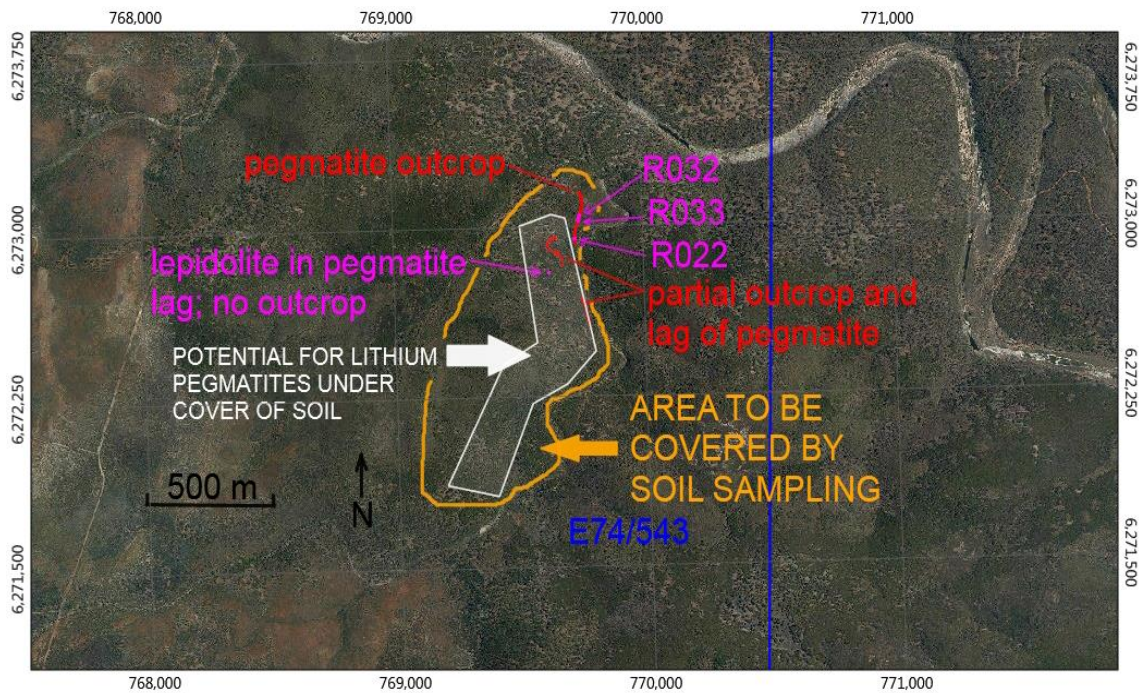 768,000
769,000
770,000
771,000
6,273,750
6,273,750
pegmatite outcrop
R032
R033
R022
6,273,000
6,273,000
lepidolite in pegmatite
lag; no outcrop
partial outcrop and
lag of pegmatite
POTENTIAL FOR LITHIUM
PEGMATITES UNDER
COVER OF SOIL
6,272,250
6,272,250
AREA TO BE
COVERED BY
SOIL SAMPLING
500 m
N
E74/543
6,271,500
6,271,500
768,000
769,000
770,000
771,000